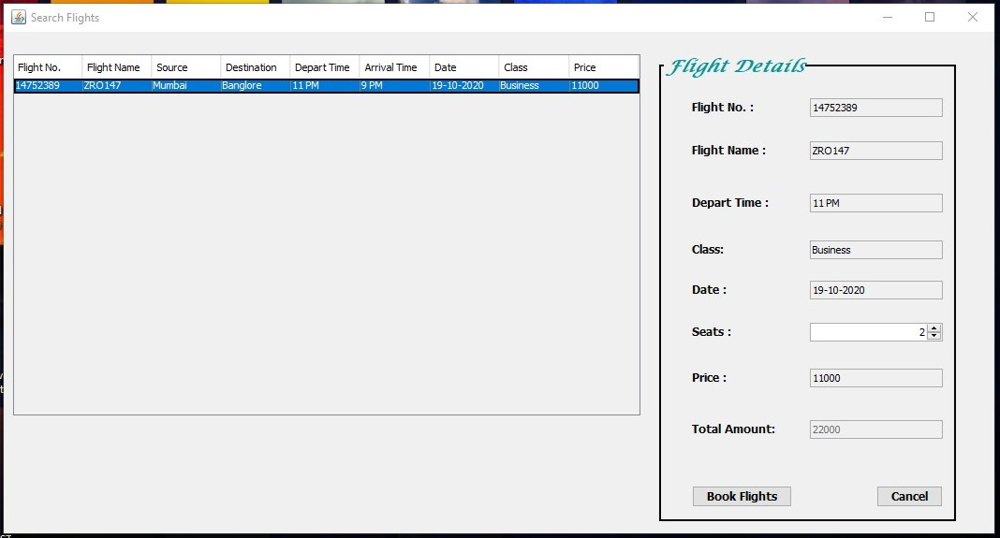 Search Flights
Flight No. Flight Name Source Destination Depart Time Arrival Time Date Class Price
14752389 ZRO147 Mumbai Banglore 11 PM 9 PM 19-10-2020 Business 11000
Flight Details
Flight No. : 14752389
Flight Name : ZRO147
Depart Time : 11 PM
Class: Business
Date : 19-10-2020
Seats : 2
Price : 11000
Total Amount: 22000
Book Flights Cancel